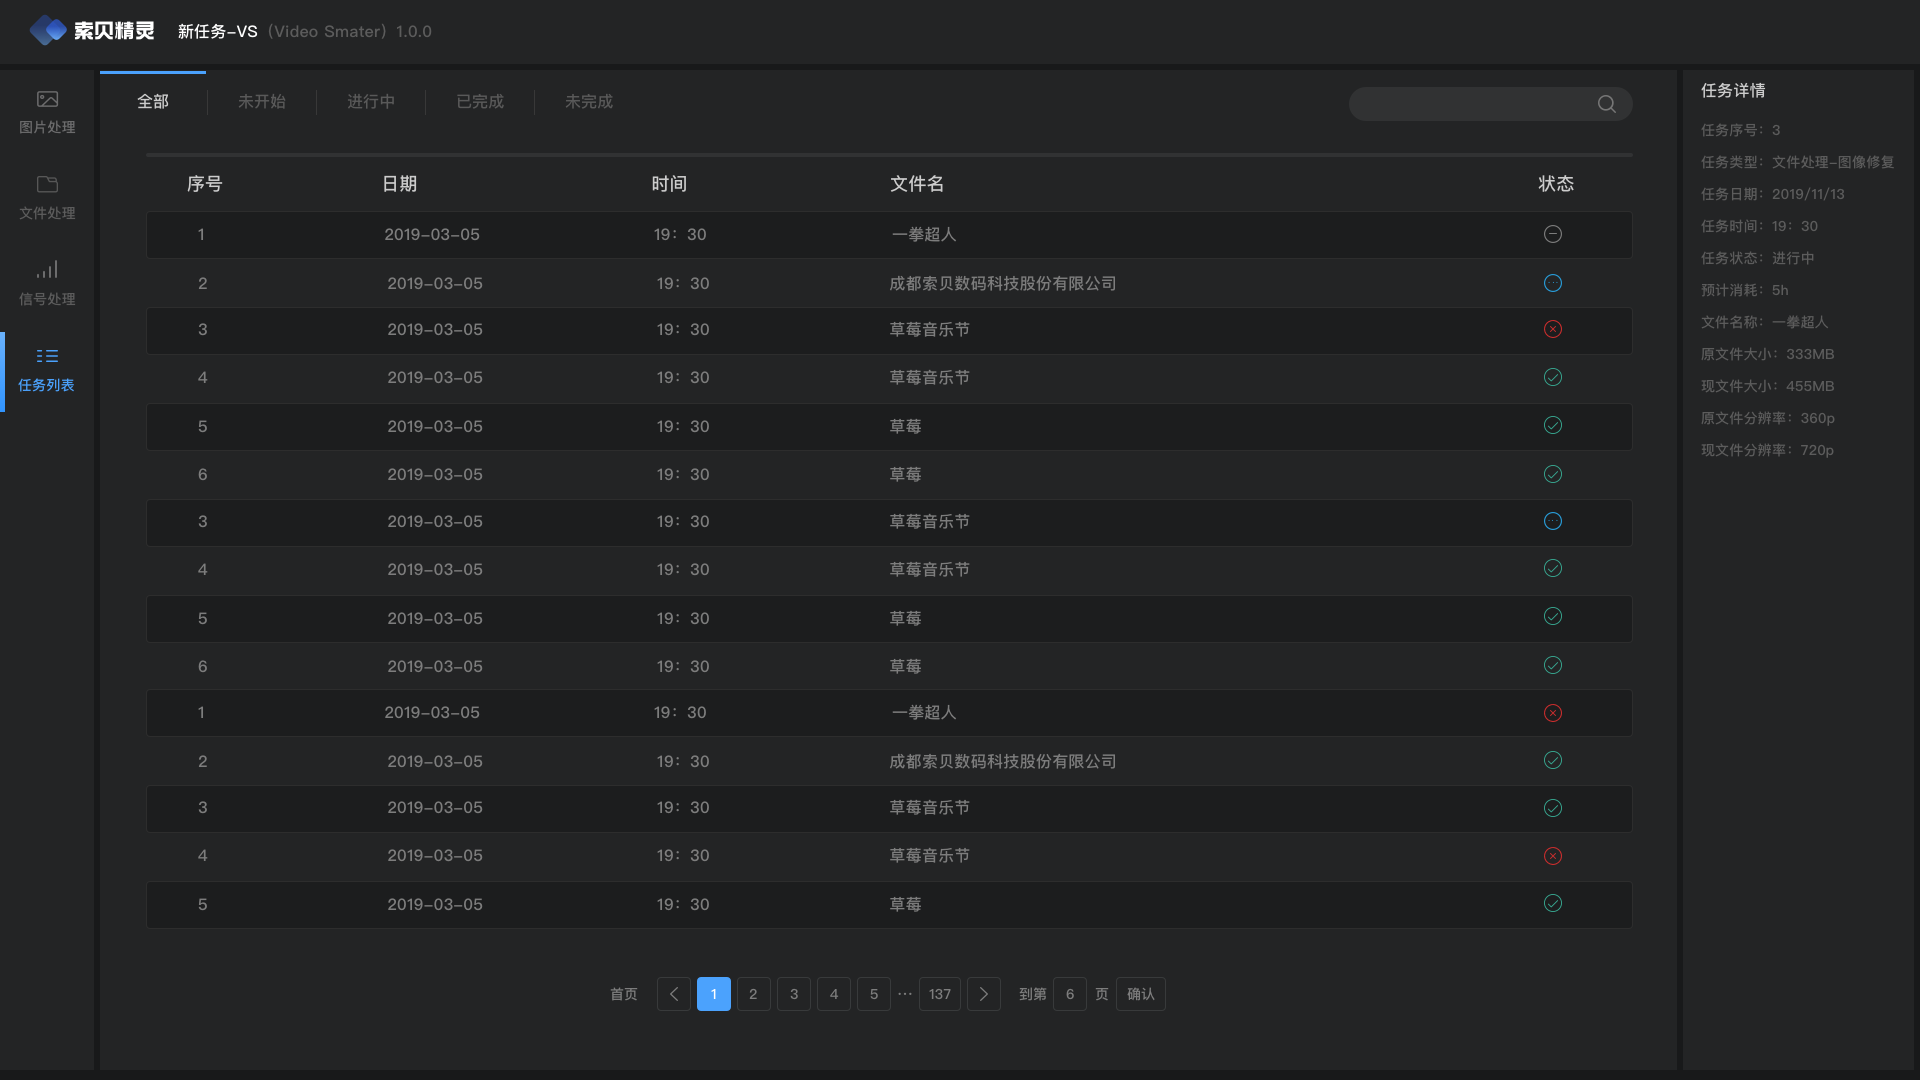 索贝精灵 新任务-VS（Video Smater）1.0.0
图片处理
文件处理
信号处理
任务列表
全部 未开始 进行中 已完成 未完成
序号 日期 时间 文件名 状态
1 2019-03-05 19：30 一拳超人
2 2019-03-05 19：30 成都索贝数码科技股份有限公司
3 2019-03-05 19：30 草莓音乐节
4 2019-03-05 19：30 草莓音乐节
5 2019-03-05 19：30 草莓
6 2019-03-05 19：30 草莓
3 2019-03-05 19：30 草莓音乐节
4 2019-03-05 19：30 草莓音乐节
5 2019-03-05 19：30 草莓
6 2019-03-05 19：30 草莓
1 2019-03-05 19：30 一拳超人
2 2019-03-05 19：30 成都索贝数码科技股份有限公司
3 2019-03-05 19：30 草莓音乐节
4 2019-03-05 19：30 草莓音乐节
5 2019-03-05 19：30 草莓
首页 1 2 3 4 5 ··· 137 到第 6 页 确认
任务详情
任务序号：3
任务类型：文件处理-图像修复
任务日期：2019/11/13
任务时间：19：30
任务状态：进行中
预计消耗：5h
文件名称：一拳超人
原文件大小：333MB
现文件大小：455MB
原文件分辨率：360p
现文件分辨率：720p